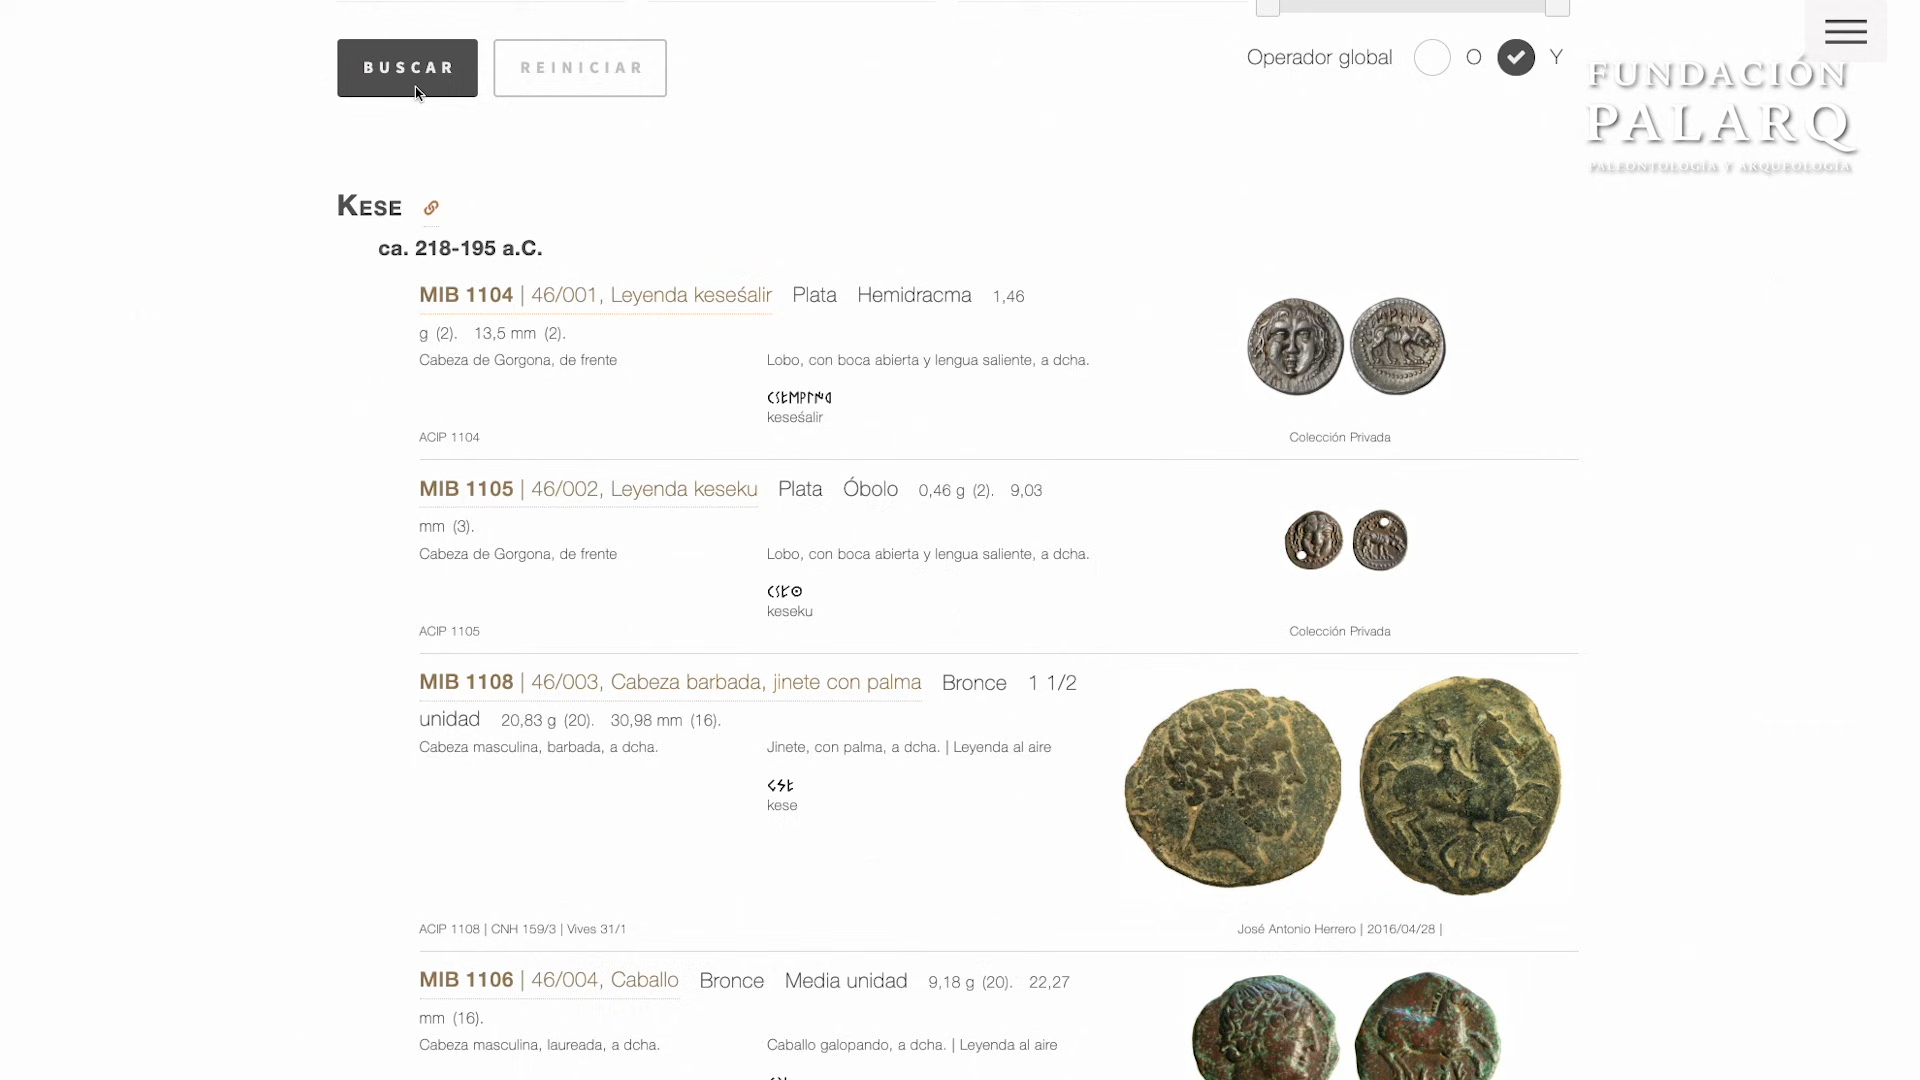 BUSCAR
REINICIAR
Operador global O Y
FUNDACIÓN
PALARQ
PALEONTOLOGÍA Y ARQUEOLOGÍA
KESE
ca. 218-195 a.C.
MIB 1104 | 46/001, Leyenda keseśalir Plata Hemidracma 1,46
g (2). 13,5 mm (2).
Cabeza de Gorgona, de frente
Lobo, con boca abierta y lengua saliente, a dcha.
keseśalir
ACIP 1104
Colección Privada
MIB 1105 | 46/002, Leyenda keseku Plata Óbolo 0,46 g (2). 9,03
mm (3).
Cabeza de Gorgona, de frente
Lobo, con boca abierta y lengua saliente, a dcha.
keseku
ACIP 1105
Colección Privada
MIB 1108 | 46/003, Cabeza barbada, jinete con palma Bronce 1 1/2
unidad 20,83 g (20). 30,98 mm (16).
Cabeza masculina, barbada, a dcha.
Jinete, con palma, a dcha. | Leyenda al aire
kese
ACIP 1108 | CNH 159/3 | Vives 31/1
José Antonio Herrero | 2016/04/28 |
MIB 1106 | 46/004, Caballo Bronce Media unidad 9,18 g (20). 22,27
mm (16).
Cabeza masculina, laureada, a dcha.
Caballo galopando, a dcha. | Leyenda al aire